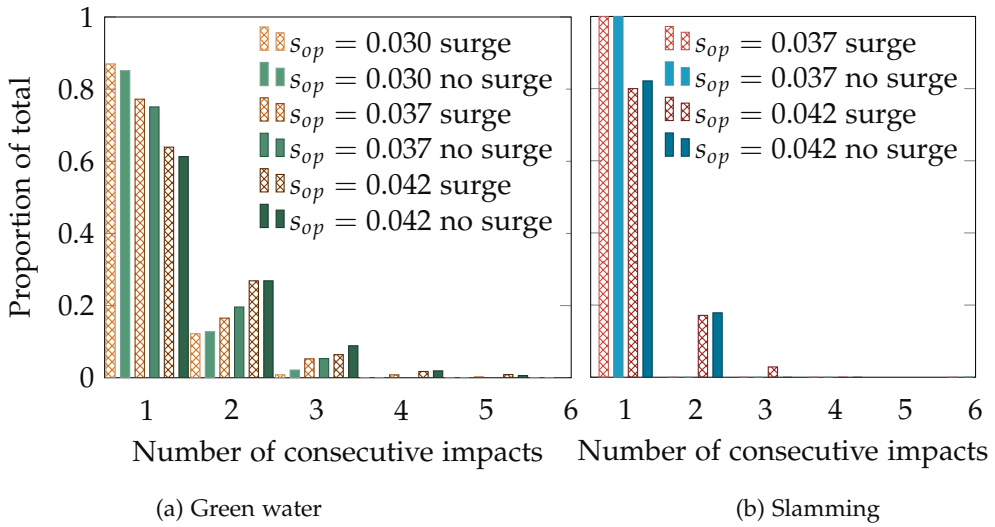 Proportion of total
1
0.8
0.6
0.4
0.2
0
s_op = 0.030 surge
s_op = 0.030 no surge
s_op = 0.037 surge
s_op = 0.037 no surge
s_op = 0.042 surge
s_op = 0.042 no surge
1 2 3 4 5 6
Number of consecutive impacts
(a) Green water
s_op = 0.037 surge
s_op = 0.037 no surge
s_op = 0.042 surge
s_op = 0.042 no surge
1 2 3 4 5 6
Number of consecutive impacts
(b) Slamming